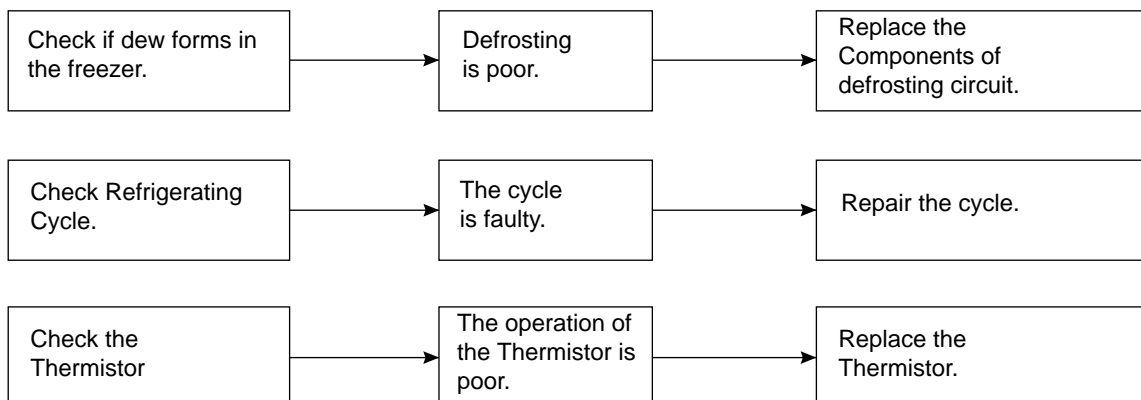 Check if dew forms in
the freezer.
Defrosting
is poor.
Replace the
Components of
defrosting circuit.
Check Refrigerating
Cycle.
The cycle
is faulty.
Repair the cycle.
Check the
Thermistor
The operation of
the Thermistor is
poor.
Replace the
Thermistor.